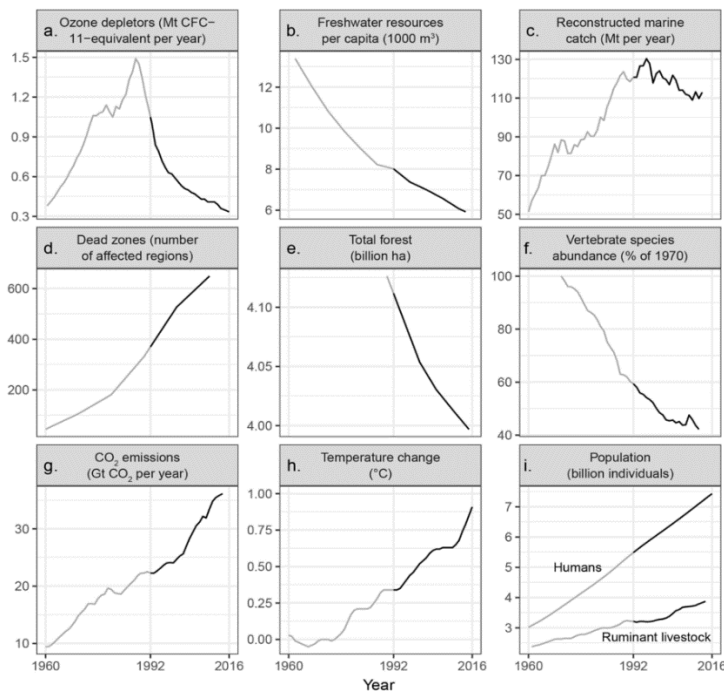 a. Ozone depletors (Mt CFC−
11−equivalent per year)
b. Freshwater resources
per capita (1000 m³)
c. Reconstructed marine
catch (Mt per year)
1.5
1.2
0.9
0.6
0.3
12
10
8
6
130
110
90
70
50
d. Dead zones (number
of affected regions)
e. Total forest
(billion ha)
f. Vertebrate species
abundance (% of 1970)
600
400
200
4.10
4.05
4.00
100
80
60
40
g. CO₂ emissions
(Gt CO₂ per year)
h. Temperature change
(°C)
i. Population
(billion individuals)
30
20
10
1.00
0.75
0.50
0.25
0.00
7
6
5
4
3
Humans
Ruminant livestock
1960 1992 2016
1960 1992 2016
1960 1992 2016
Year